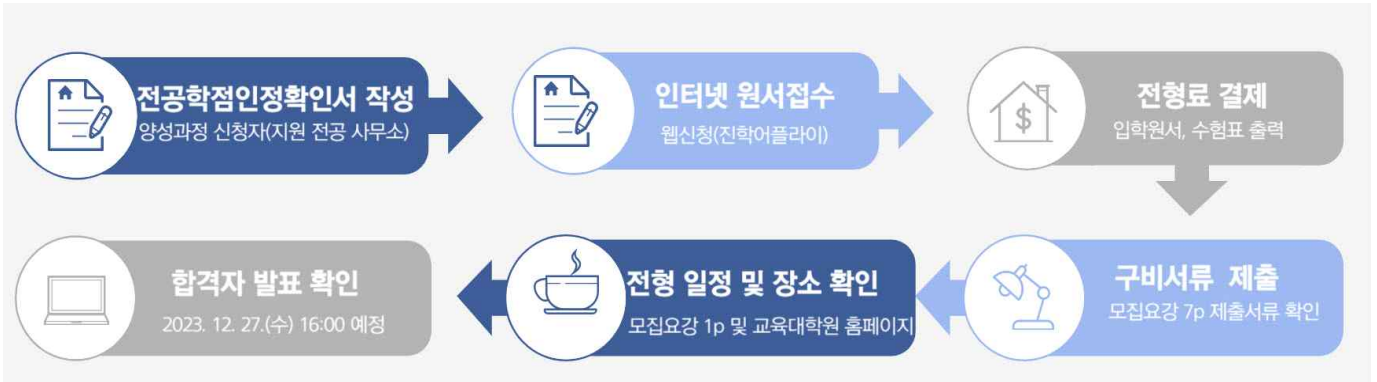 전공학점인정확인서 작성
양성과정 신청자(지원 전공 사무소)
인터넷 원서접수
웹신청(진학어플라이)
전형료 결제
입학원서, 수험표 출력
구비서류 제출
모집요강 7p 제출서류 확인
전형 일정 및 장소 확인
모집요강 1p 및 교육대학원 홈페이지
합격자 발표 확인
2023. 12. 27.(수) 16:00 예정